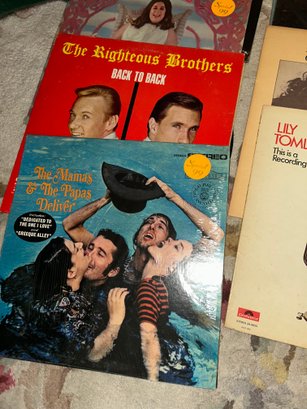 The Righteous Brothers
BACK TO BACK
STEREO
The Mamas
& The Papas
Deliver
"DEDICATED TO
THE ONE I LOVE"
"CREEQUE ALLEY"
LILY
TOML
This is a
Recording
polydor